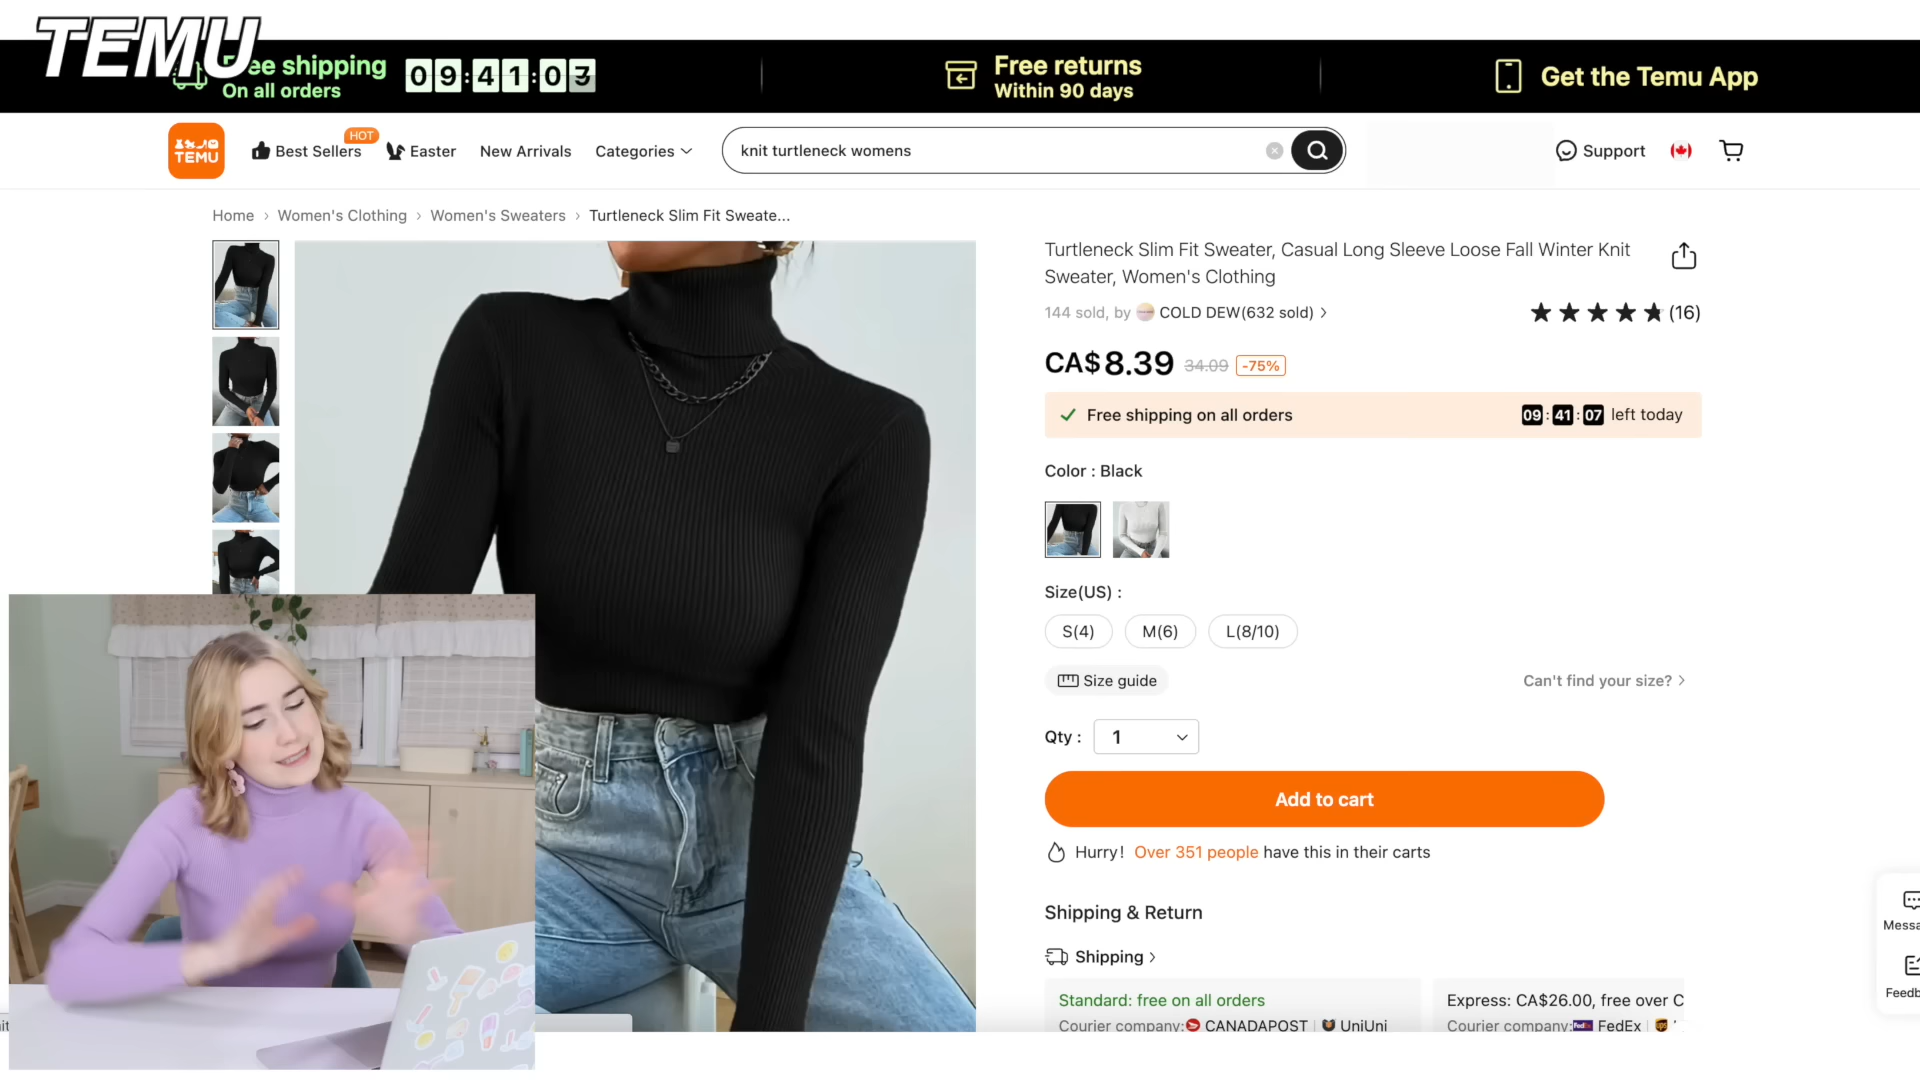 TEMU
Free shipping
On all orders
09:41:03
Free returns
Within 90 days
Get the Temu App
TEMU
Best Sellers
HOT
Easter
New Arrivals
Categories
knit turtleneck womens
Support
Home › Women's Clothing › Women's Sweaters › Turtleneck Slim Fit Sweate...
Turtleneck Slim Fit Sweater, Casual Long Sleeve Loose Fall Winter Knit
Sweater, Women's Clothing
144 sold, by COLD DEW(632 sold) ›
(16)
CA$8.39 34.09 -75%
Free shipping on all orders
09:41:07 left today
Color : Black
Size(US) :
S(4) M(6) L(8/10)
Size guide
Can't find your size? ›
Qty : 1
Add to cart
Hurry! Over 351 people have this in their carts
Shipping & Return
Shipping ›
Standard: free on all orders
Courier company: CANADAPOST | UniUni
Express: CA$26.00, free over C
Courier company: FedEx FedEx | ups
Messa
Feedb